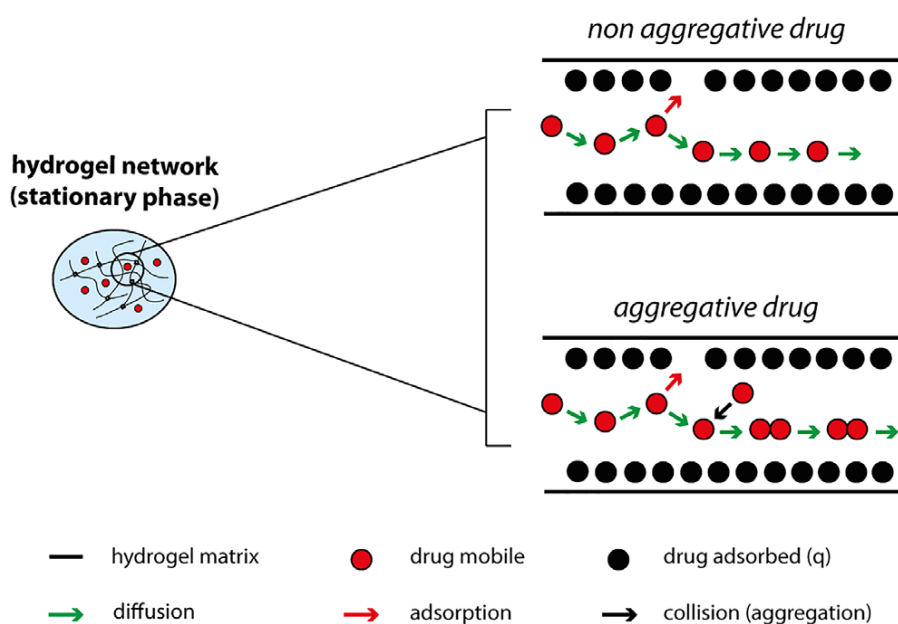 non aggregative drug
hydrogel network
(stationary phase)
aggregative drug
hydrogel matrix
drug mobile
drug adsorbed (q)
diffusion
adsorption
collision (aggregation)